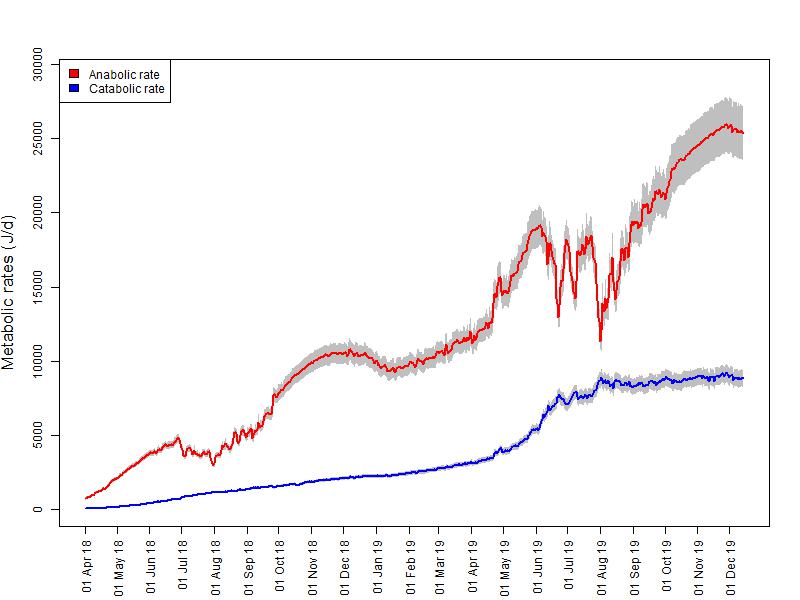 Anabolic rate
Catabolic rate
Metabolic rates (J/d)
30000
25000
20000
15000
10000
5000
0
01 Apr 18
01 May 18
01 Jun 18
01 Jul 18
01 Aug 18
01 Sep 18
01 Oct 18
01 Nov 18
01 Dec 18
01 Jan 19
01 Feb 19
01 Mar 19
01 Apr 19
01 May 19
01 Jun 19
01 Jul 19
01 Aug 19
01 Sep 19
01 Oct 19
01 Nov 19
01 Dec 19